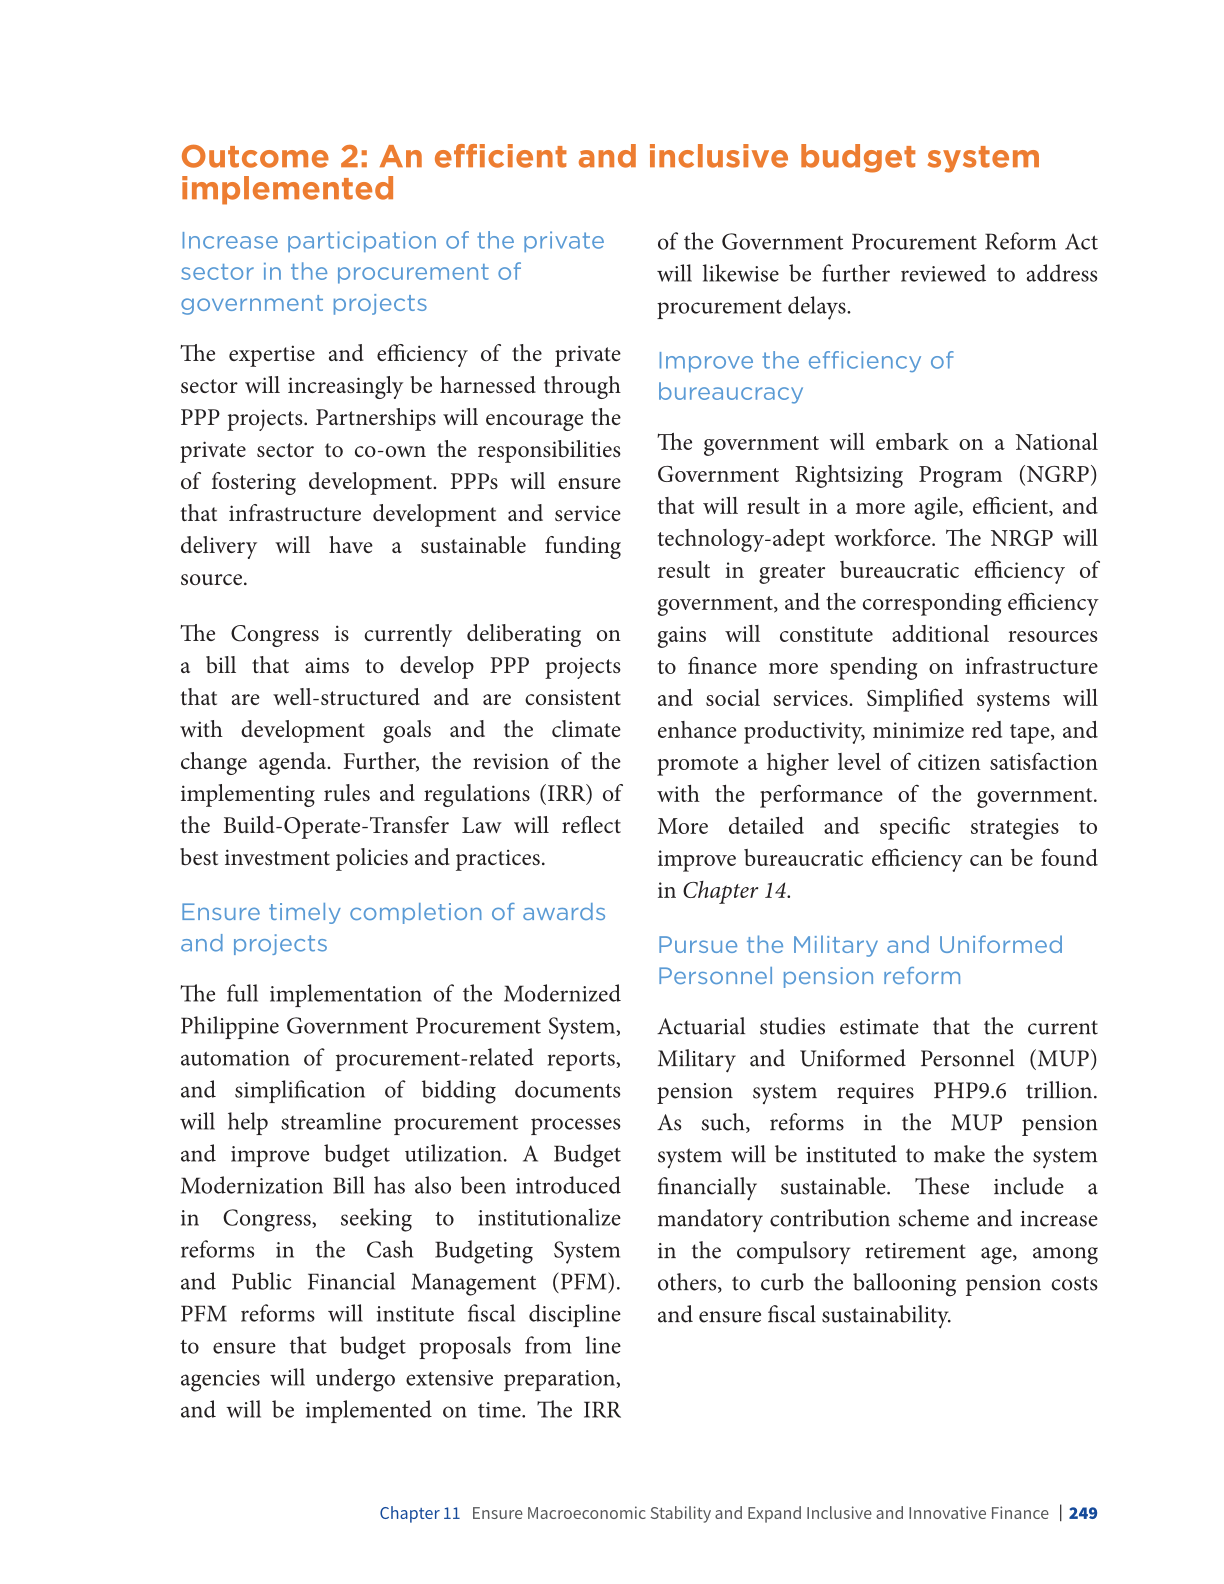 Outcome 2: An efficient and inclusive budget system
implemented
Increase participation of the private
sector in the procurement of
government projects
The expertise and efficiency of the private
sector will increasingly be harnessed through
PPP projects. Partnerships will encourage the
private sector to co-own the responsibilities
of fostering development. PPPs will ensure
that infrastructure development and service
delivery will have a sustainable funding
source.
The Congress is currently deliberating on
a bill that aims to develop PPP projects
that are well-structured and are consistent
with development goals and the climate
change agenda. Further, the revision of the
implementing rules and regulations (IRR) of
the Build-Operate-Transfer Law will reflect
best investment policies and practices.
Ensure timely completion of awards
and projects
The full implementation of the Modernized
Philippine Government Procurement System,
automation of procurement-related reports,
and simplification of bidding documents
will help streamline procurement processes
and improve budget utilization. A Budget
Modernization Bill has also been introduced
in Congress, seeking to institutionalize
reforms in the Cash Budgeting System
and Public Financial Management (PFM).
PFM reforms will institute fiscal discipline
to ensure that budget proposals from line
agencies will undergo extensive preparation,
and will be implemented on time. The IRR
of the Government Procurement Reform Act
will likewise be further reviewed to address
procurement delays.
Improve the efficiency of
bureaucracy
The government will embark on a National
Government Rightsizing Program (NGRP)
that will result in a more agile, efficient, and
technology-adept workforce. The NRGP will
result in greater bureaucratic efficiency of
government, and the corresponding efficiency
gains will constitute additional resources
to finance more spending on infrastructure
and social services. Simplified systems will
enhance productivity, minimize red tape, and
promote a higher level of citizen satisfaction
with the performance of the government.
More detailed and specific strategies to
improve bureaucratic efficiency can be found
in Chapter 14.
Pursue the Military and Uniformed
Personnel pension reform
Actuarial studies estimate that the current
Military and Uniformed Personnel (MUP)
pension system requires PHP9.6 trillion.
As such, reforms in the MUP pension
system will be instituted to make the system
financially sustainable. These include a
mandatory contribution scheme and increase
in the compulsory retirement age, among
others, to curb the ballooning pension costs
and ensure fiscal sustainability.
Chapter 11 Ensure Macroeconomic Stability and Expand Inclusive and Innovative Finance | 249